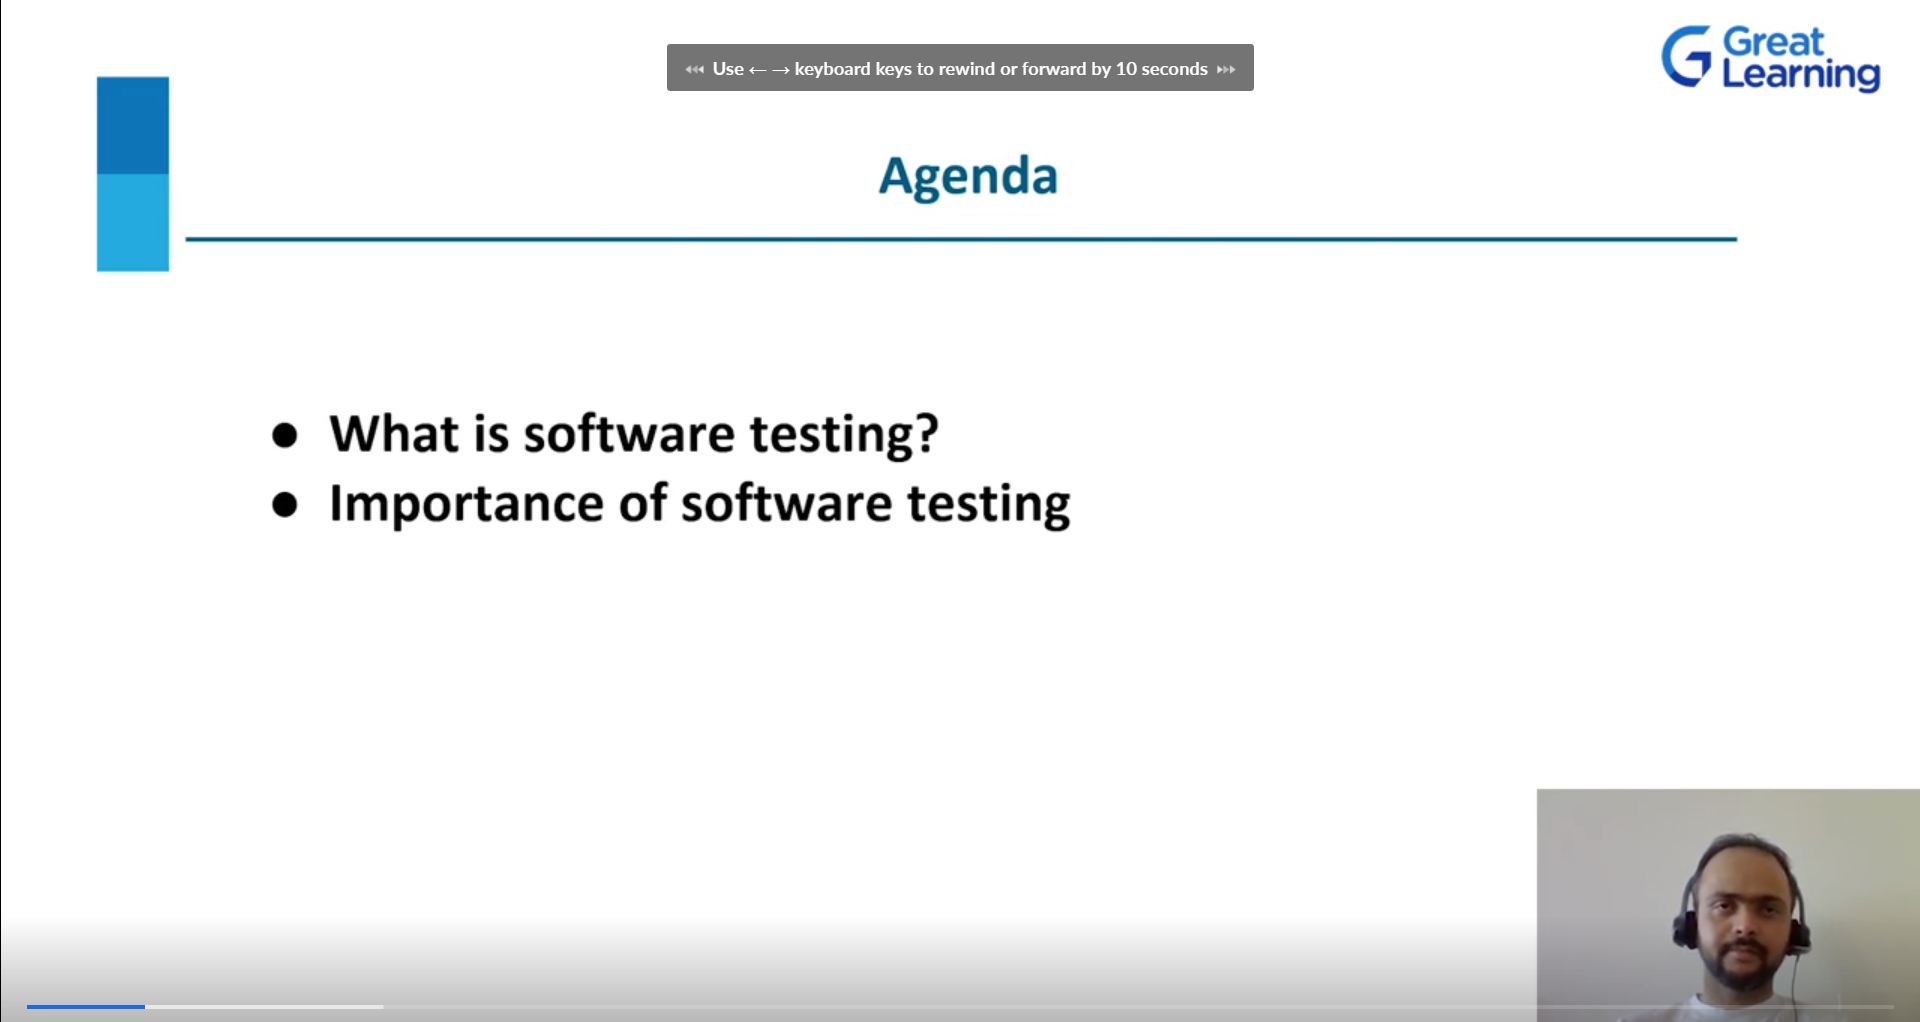 Great
Learning
Use ← → keyboard keys to rewind or forward by 10 seconds
Agenda
● What is software testing?
● Importance of software testing